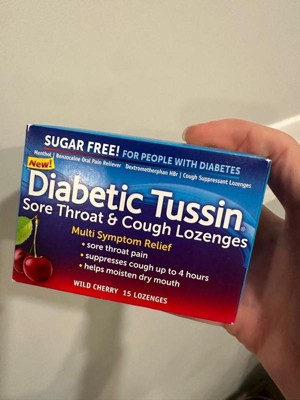 SUGAR FREE! FOR PEOPLE WITH DIABETES
Menthol | Benzocaine Oral Pain Reliever Dextromethorphan HBr | Cough Suppressant Lozenges
New!
Diabetic Tussin
Sore Throat & Cough Lozenges
Multi Symptom Relief
• sore throat pain
• suppresses cough up to 4 hours
• helps moisten dry mouth
WILD CHERRY 15 LOZENGES